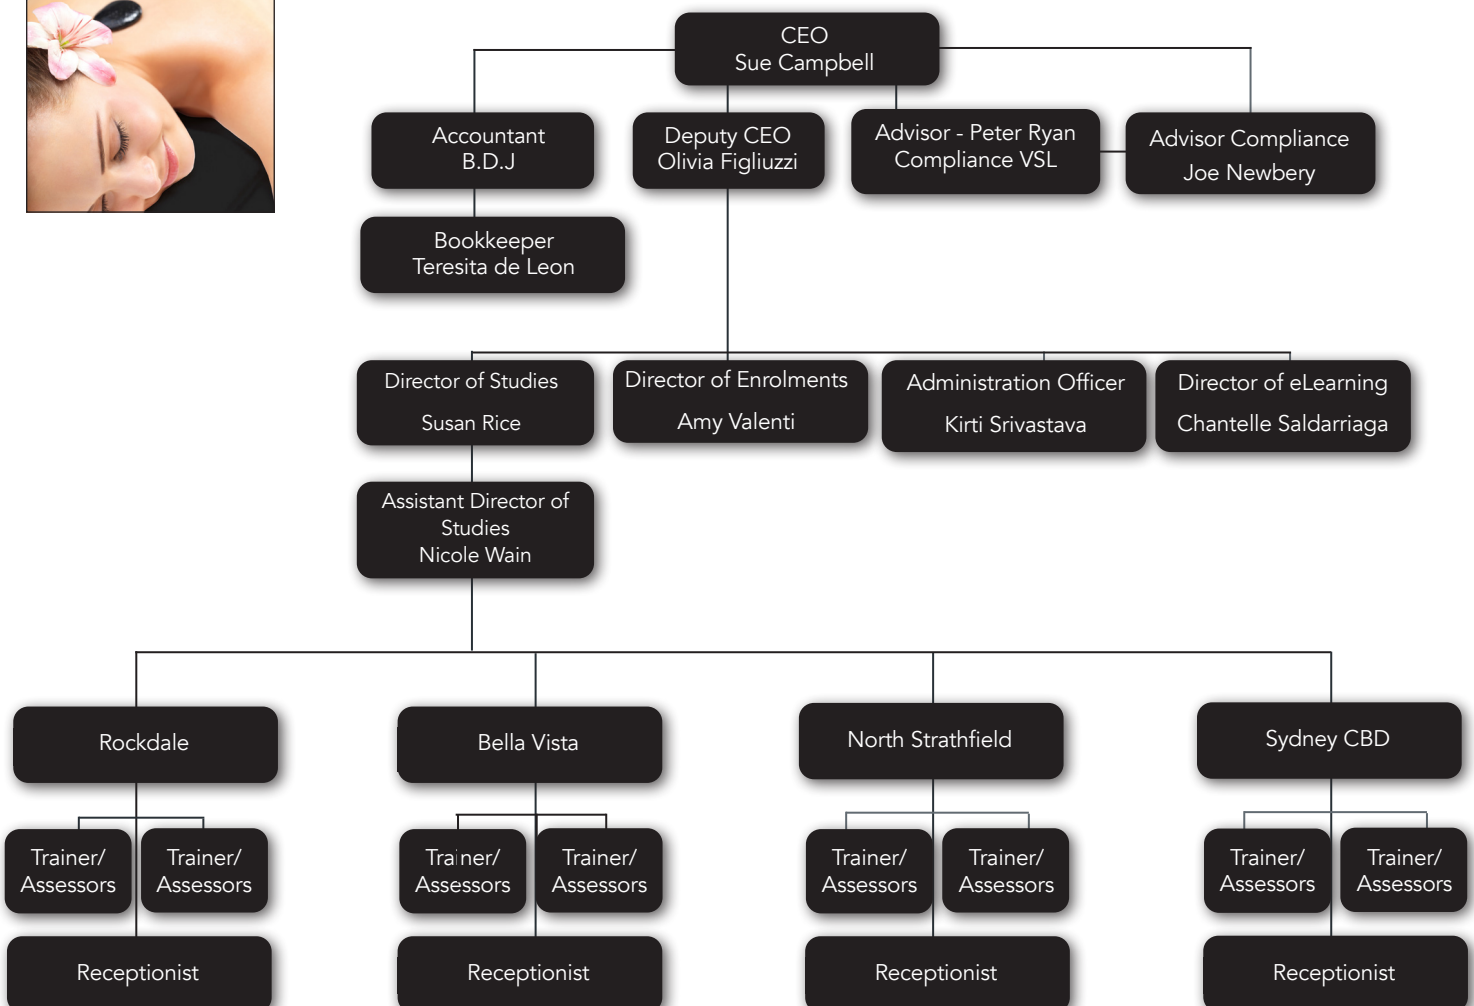 CEO
Sue Campbell
Accountant
B.D.J
Deputy CEO
Olivia Figliuzzi
Advisor - Peter Ryan
Compliance VSL
Advisor Compliance
Joe Newbery
Bookkeeper
Teresita de Leon
Director of Studies
Susan Rice
Director of Enrolments
Amy Valenti
Administration Officer
Kirti Srivastava
Director of eLearning
Chantelle Saldarriaga
Assistant Director of
Studies
Nicole Wain
Rockdale
Bella Vista
North Strathfield
Sydney CBD
Trainer/
Assessors
Trainer/
Assessors
Trainer/
Assessors
Trainer/
Assessors
Trainer/
Assessors
Trainer/
Assessors
Trainer/
Assessors
Trainer/
Assessors
Receptionist
Receptionist
Receptionist
Receptionist